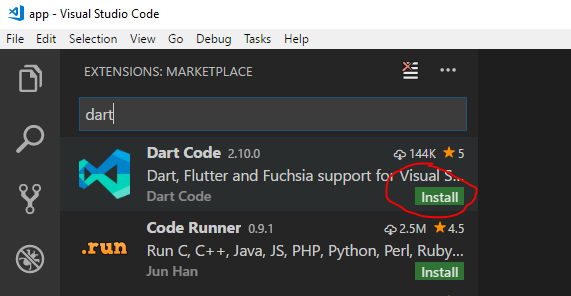 app - Visual Studio Code
File Edit Selection View Go Debug Tasks Help
EXTENSIONS: MARKETPLACE
dart
Dart Code 2.10.0 144K 5
Dart, Flutter and Fuchsia support for Visual S...
Dart Code Install
Code Runner 0.9.1 2.5M 4.5
.run
Run C, C++, Java, JS, PHP, Python, Perl, Ruby,...
Jun Han Install